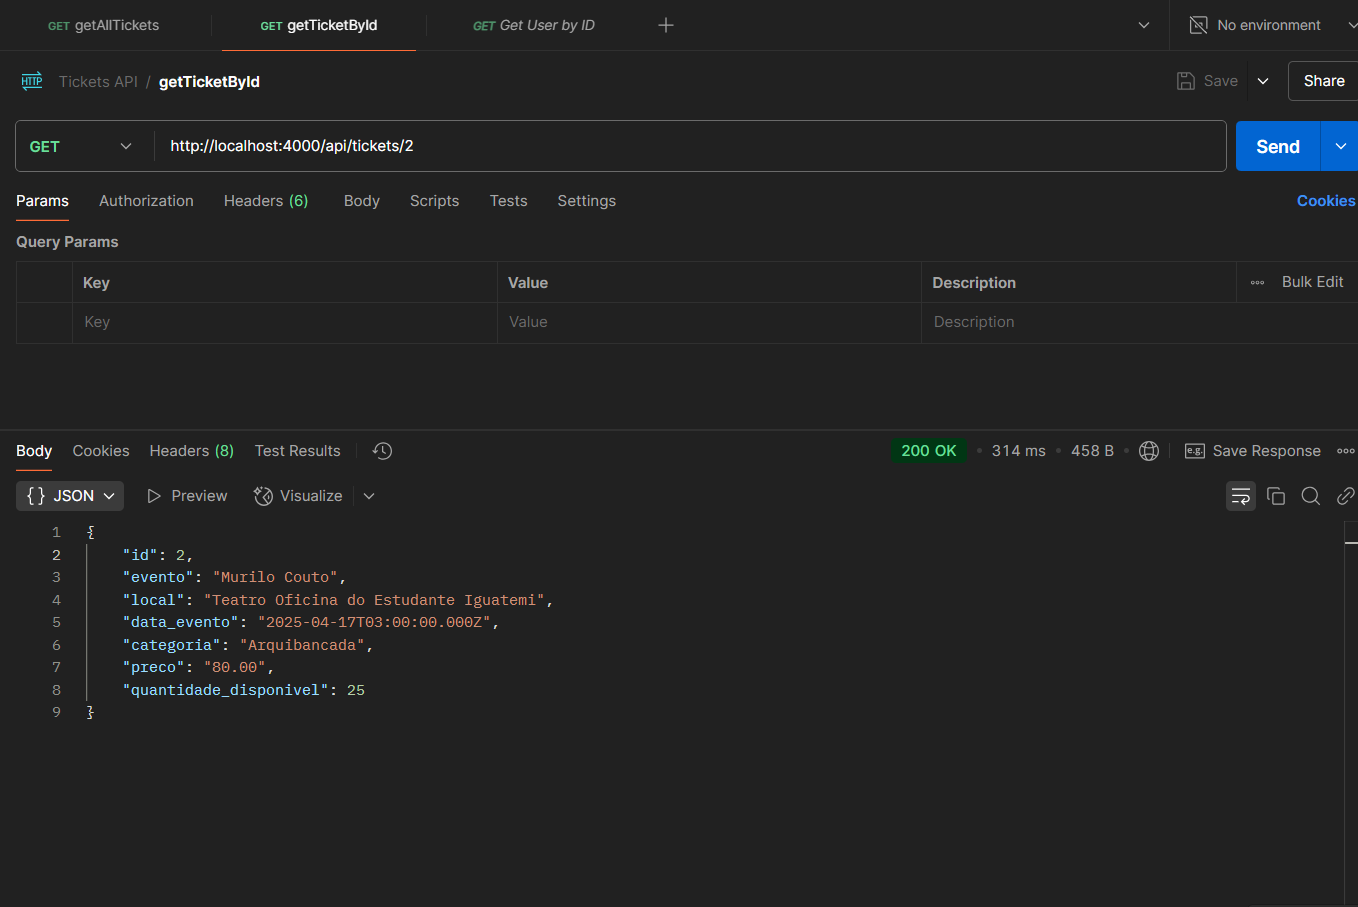 GET getAllTickets GET getTicketById GET Get User by ID No environment
HTTP Tickets API / getTicketById Save Share
GET http://localhost:4000/api/tickets/2 Send
Params Authorization Headers (6) Body Scripts Tests Settings Cookies
Query Params
Key Value Description Bulk Edit
Key Value Description
Body Cookies Headers (8) Test Results 200 OK • 314 ms • 458 B • e.g. Save Response
{} JSON Preview Visualize
1 {
2 "id": 2,
3 "evento": "Murilo Couto",
4 "local": "Teatro Oficina do Estudante Iguatemi",
5 "data_evento": "2025-04-17T03:00:00.000Z",
6 "categoria": "Arquibancada",
7 "preco": "80.00",
8 "quantidade_disponivel": 25
9 }